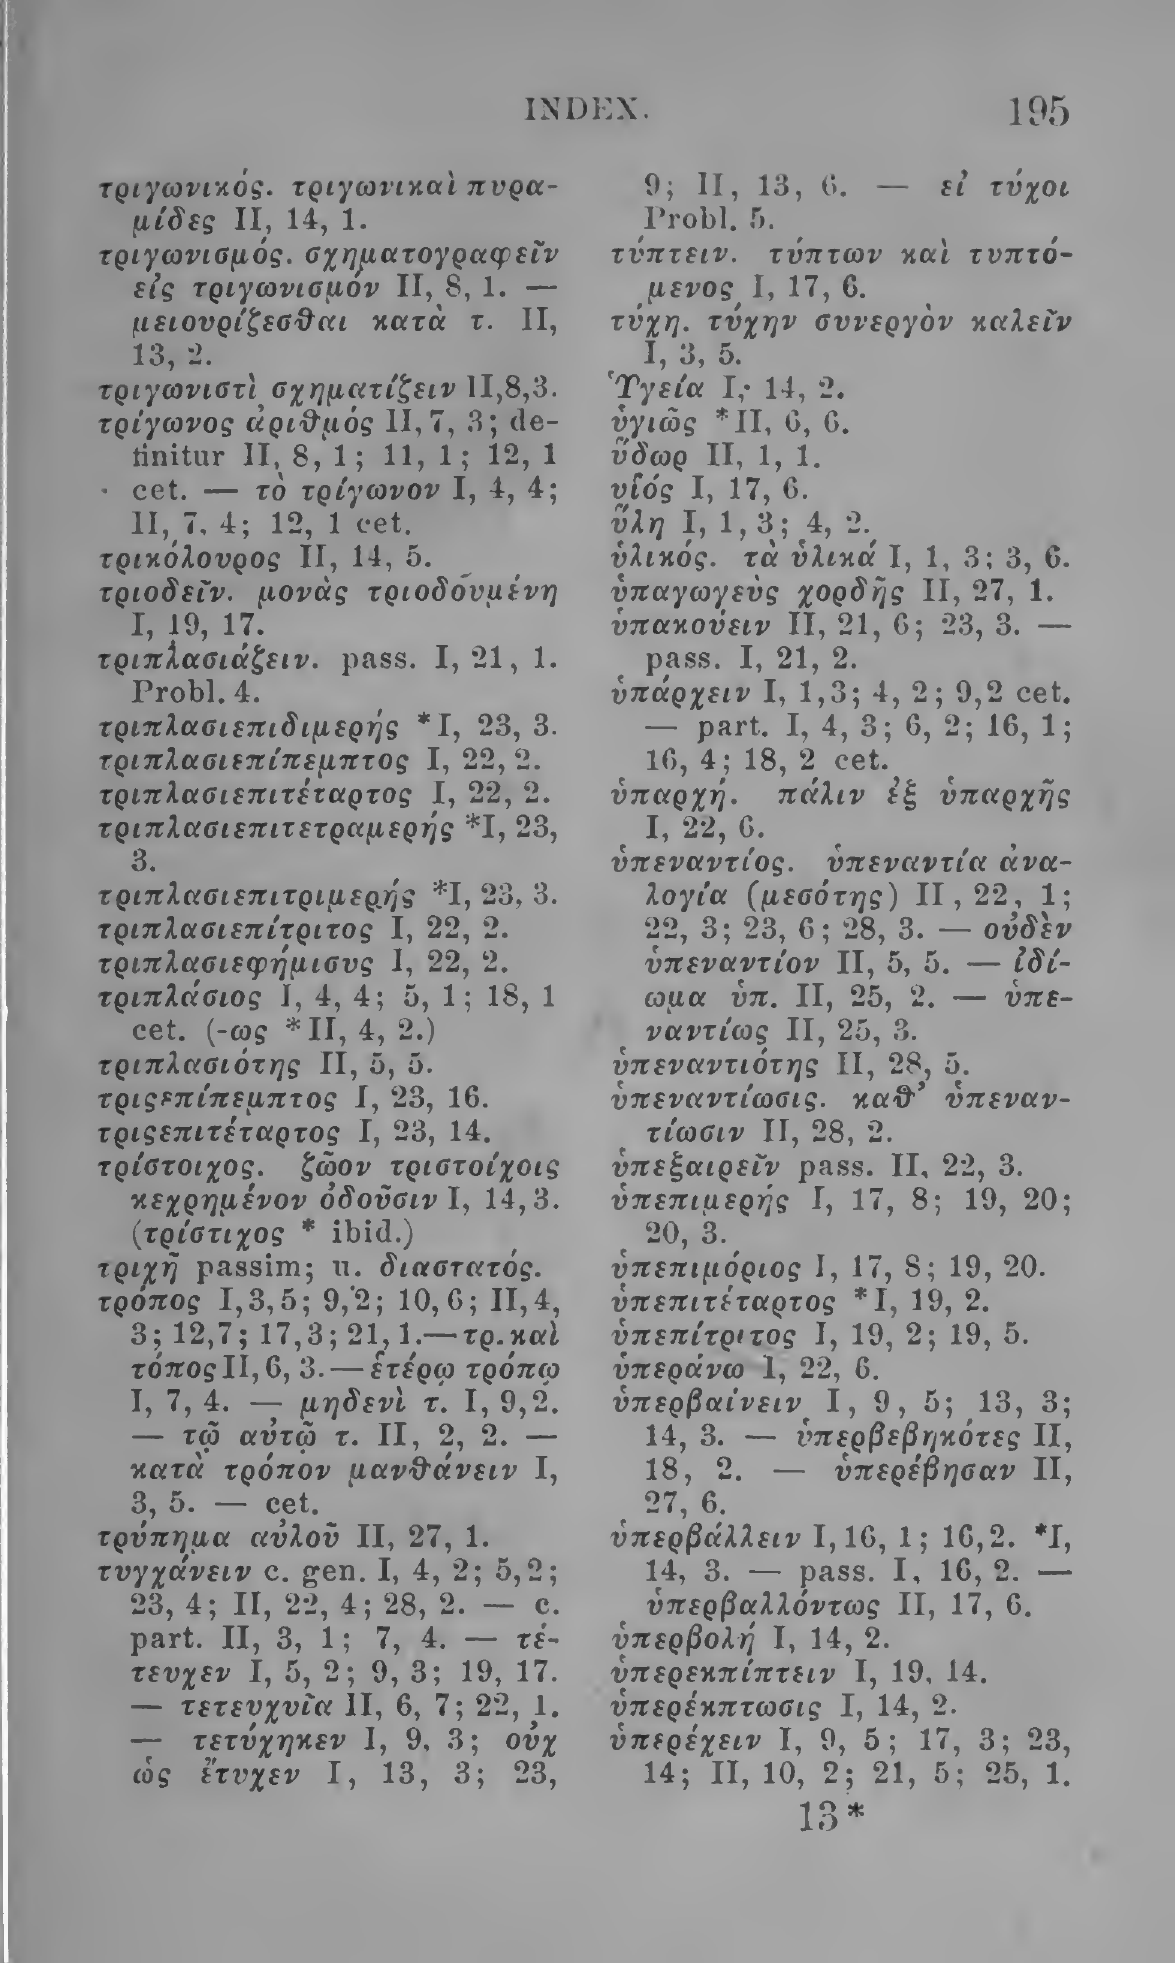 INDEX. 195
τριγωνικός. τριγωνικαὶ πυρα-
μίδες II, 14, 1.
τριγωνισμός. σχηματογραφεῖν
εἰς τριγωνισμόν II, 8, 1. —
μειουρίζεσθαι κατὰ τ. II,
13, 2.
τριγωνιστὶ σχηματίζειν II,8,3.
τρίγωνος ἀριθμός II, 7, 3; de-
finitur II, 8, 1; 11, 1; 12, 1
cet. — τὸ τρίγωνον I, 4, 4;
II, 7, 4; 12, 1 cet.
τρικόλουρος II, 14, 5.
τριοδεῖν. μονὰς τριοδουμένη
I, 19, 17.
τριπλασιάζειν. pass. I, 21, 1.
Probl. 4.
τριπλασιεπιδιμερής *I, 23, 3.
τριπλασιεπίπεμπτος I, 22, 2.
τριπλασιεπιτέταρτος I, 22, 2.
τριπλασιεπιτετραμερής *I, 23,
3.
τριπλασιεπιτριμερής *I, 23, 3.
τριπλασιεπίτριτος I, 22, 2.
τριπλασιεφήμισυς I, 22, 2.
τριπλάσιος I, 4, 4; 5, 1; 18, 1
cet. (-ως *II, 4, 2.)
τριπλασιότης II, 5, 5.
τριςεπίπεμπτος I, 23, 16.
τριςεπιτέταρτος I, 23, 14.
τρίστοιχος. ζῶον τριστοίχοις
κεχρημένον ὀδοῦσιν I, 14, 3.
(τρίστιχος * ibid.)
τριχῆ passim; u. διαστατός.
τρόπος I,3,5; 9,2; 10,6; II,4,
3; 12,7; 17,3; 21,1.—τρ. καὶ
τόπος II, 6, 3. — ἑτέρῳ τρόπῳ
I, 7, 4. — μηδενὶ τ. I, 9,2.
— τῷ αὐτῷ τ. II, 2, 2. —
κατὰ τρόπον μανθάνειν I,
3, 5. — cet.
τρύπημα αὐλοῦ II, 27, 1.
τυγχάνειν c. gen. I, 4, 2; 5,2;
23, 4; II, 22, 4; 28, 2. — c.
part. II, 3, 1; 7, 4. — τέ-
τευχεν I, 5, 2; 9, 3; 19, 17.
— τετευχυῖα II, 6, 7; 22, 1.
— τετύχηκεν I, 9, 3; οὐχ
ὡς ἔτυχεν I, 13, 3; 23,
9; II, 13, 6. — εἰ τύχοι
Probl. 5.
τύπτειν. τύπτων καὶ τυπτό-
μενος I, 17, 6.
τύχη. τύχην συνεργὸν καλεῖν
I, 3, 5.
Ὑγεία I, 14, 2.
ὑγιῶς *II, 6, 6.
ὕδωρ II, 1, 1.
υἱός I, 17, 6.
ὕλη I, 1, 3; 4, 2.
ὑλικός. τὰ ὑλικά I, 1, 3; 3, 6.
ὑπαγωγεὺς χορδῆς II, 27, 1.
ὑπακούειν II, 21, 6; 23, 3. —
pass. I, 21, 2.
ὑπάρχειν I, 1,3; 4, 2; 9,2 cet.
— part. I, 4, 3; 6, 2; 16, 1;
16, 4; 18, 2 cet.
ὑπαρχή. πάλιν ἐξ ὑπαρχῆς
I, 22, 6.
ὑπεναντίος. ὑπεναντία ἀνα-
λογία (μεσότης) II, 22, 1;
22, 3; 23, 6; 28, 3. — οὐδὲν
ὑπεναντίον II, 5, 5. — ἰδί-
ωμα ὑπ. II, 25, 2. — ὑπε-
ναντίως II, 25, 3.
ὑπεναντιότης II, 28, 5.
ὑπεναντίωσις. καθ’ ὑπεναν-
τίωσιν II, 28, 2.
ὑπεξαιρεῖν pass. II, 22, 3.
ὑπεπιμερής I, 17, 8; 19, 20;
20, 3.
ὑπεπιμόριος I, 17, 8; 19, 20.
ὑπεπιτέταρτος *I, 19, 2.
ὑπεπίτριτος I, 19, 2; 19, 5.
ὑπεράνω I, 22, 6.
ὑπερβαίνειν I, 9, 5; 13, 3;
14, 3. — ὑπερβεβηκότες II,
18, 2. — ὑπερέβησαν II,
27, 6.
ὑπερβάλλειν I, 16, 1; 16,2. *I,
14, 3. — pass. I, 16, 2. —
ὑπερβαλλόντως II, 17, 6.
ὑπερβολή I, 14, 2.
ὑπερεκπίπτειν I, 19, 14.
ὑπερέκπτωσις I, 14, 2.
ὑπερέχειν I, 9, 5; 17, 3; 23,
14; II, 10, 2; 21, 5; 25, 1.
13*